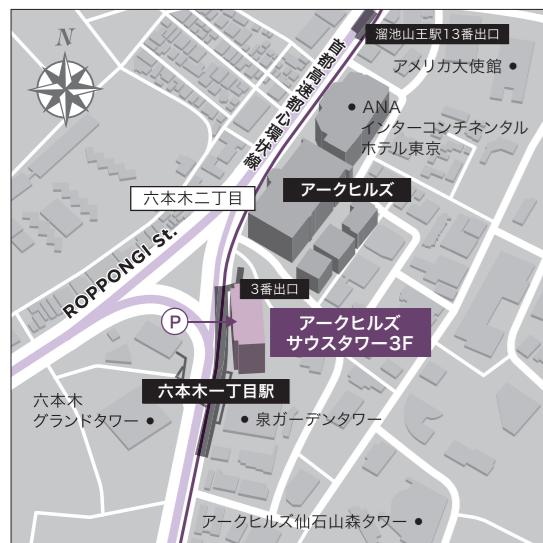 N
溜池山王駅13番出口
アメリカ大使館
首都高速都心環状線
ANA
インターコンチネンタル
ホテル東京
アークヒルズ
六本木二丁目
ROPPONGI St.
3番出口
P
アークヒルズ
サウスタワー3F
六本木一丁目駅
六本木
グランドタワー
泉ガーデンタワー
アークヒルズ仙石山森タワー